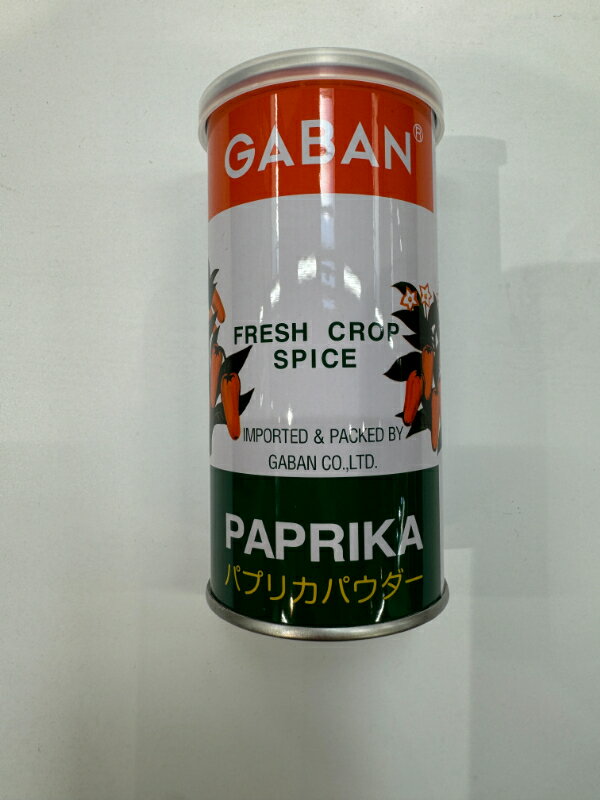 GABAN®
FRESH CROP
SPICE
IMPORTED & PACKED BY
GABAN CO.,LTD.
PAPRIKA
パプリカパウダー